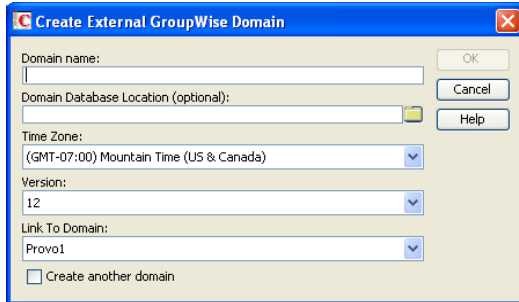 Create External GroupWise Domain
Domain name:
OK
Domain Database Location (optional):
Cancel
Help
Time Zone:
(GMT-07:00) Mountain Time (US & Canada)
Version:
12
Link To Domain:
Provo1
Create another domain